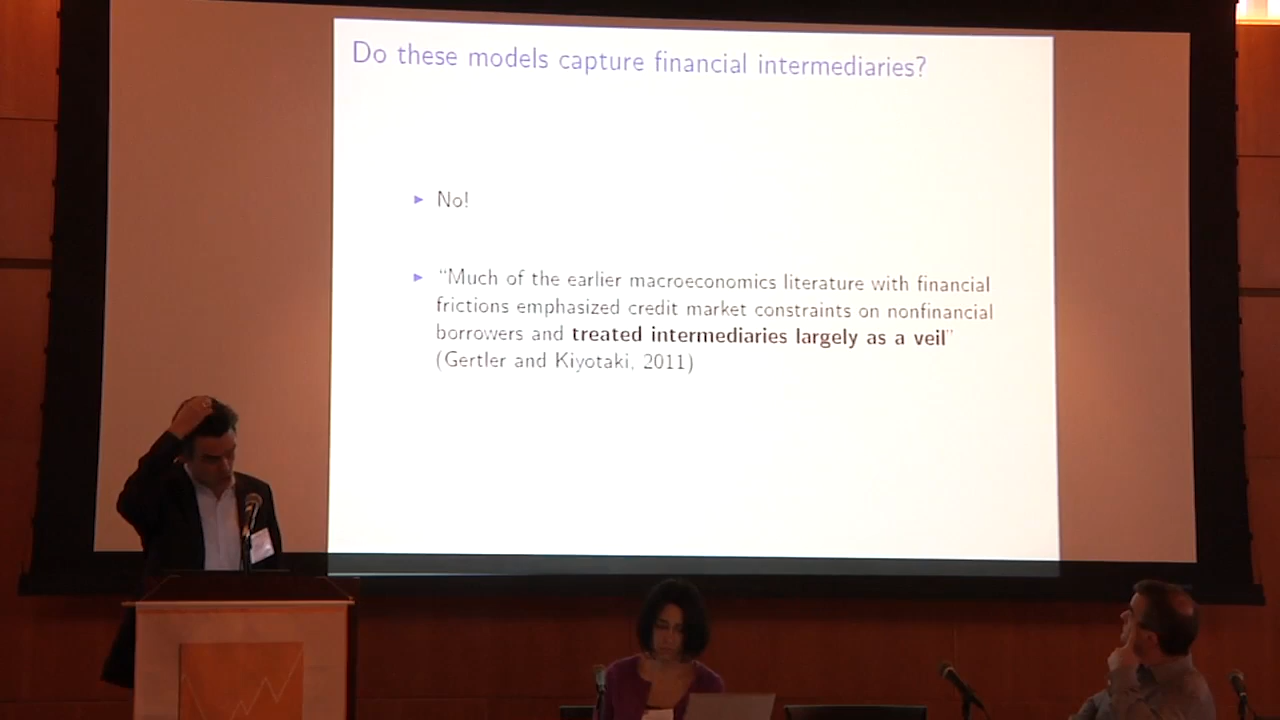 Do these models capture financial intermediaries?
No!
“Much of the earlier macroeconomics literature with financial
frictions emphasized credit market constraints on nonfinancial
borrowers and treated intermediaries largely as a veil”
(Gertler and Kiyotaki, 2011)